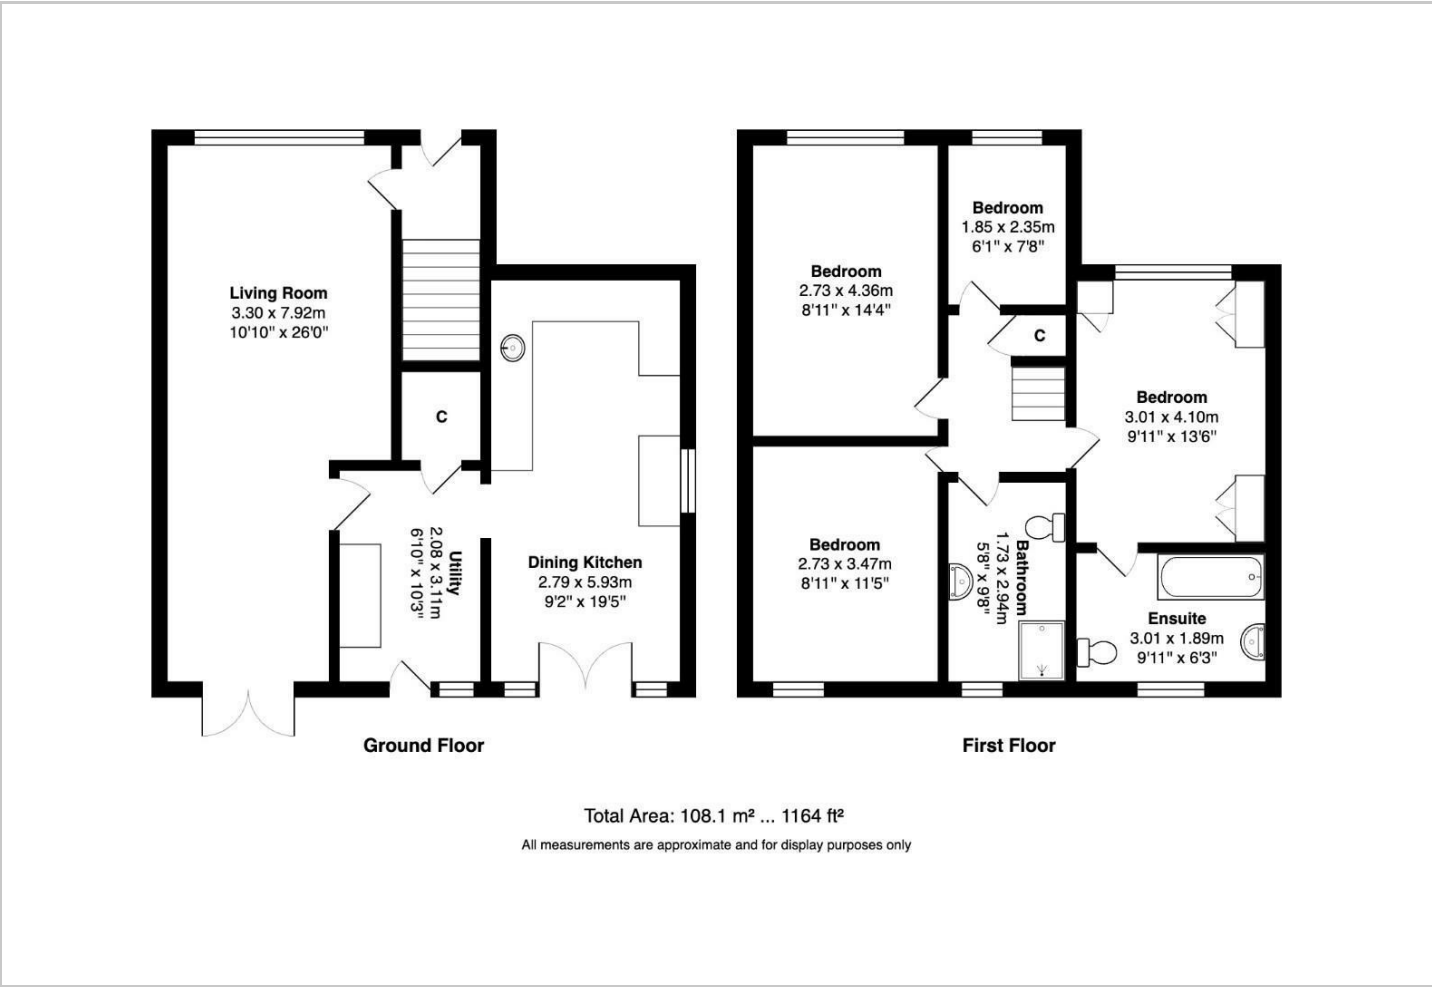 Living Room
3.30 x 7.92m
10'10" x 26'0"
C
Utility
2.08 x 3.11m
6'10" x 10'3"
Dining Kitchen
2.79 x 5.93m
9'2" x 19'5"
Ground Floor
Bedroom
2.73 x 4.36m
8'11" x 14'4"
Bedroom
1.85 x 2.35m
6'1" x 7'8"
C
Bedroom
3.01 x 4.10m
9'11" x 13'6"
Bedroom
2.73 x 3.47m
8'11" x 11'5"
Bathroom
1.73 x 2.94m
5'8" x 9'8"
Ensuite
3.01 x 1.89m
9'11" x 6'3"
First Floor
Total Area: 108.1 m² ... 1164 ft²
All measurements are approximate and for display purposes only